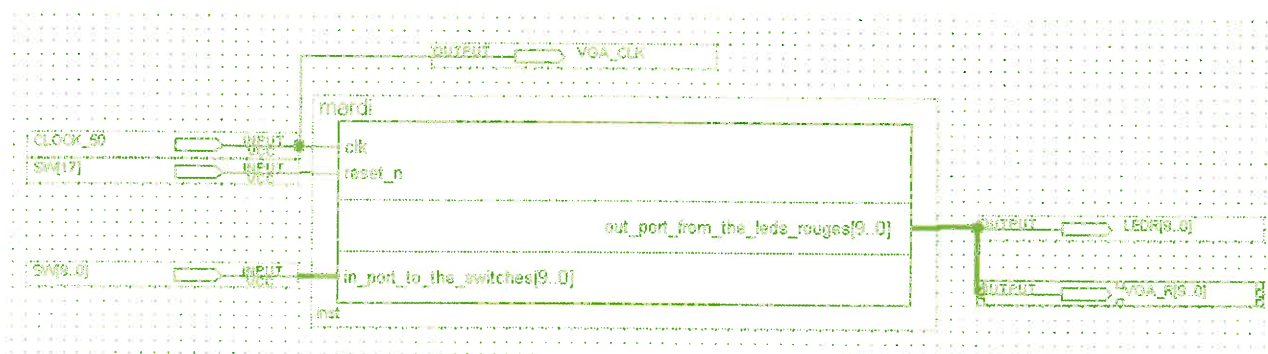 OUTPUT VGA_CLK
mardi
CLOCK_50 INPUT VCC clk
SW[17] INPUT VCC reset_n
out_port_from_the_leds_rouges[9..0] OUTPUT LEDR[9..0]
SW[9..0] INPUT VCC in_port_to_the_switches[9..0]
OUTPUT VGA_R[9..0]
inst